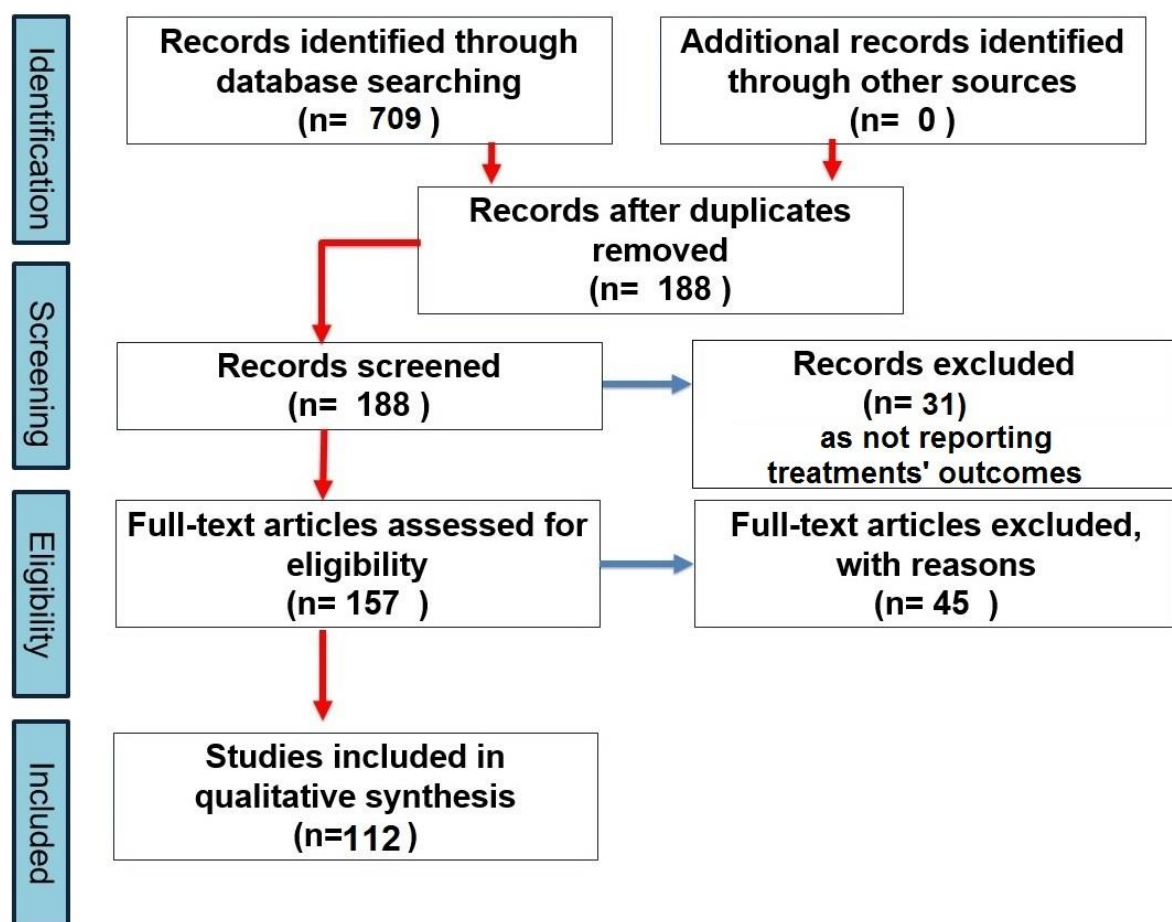 Identification
Records identified through
database searching
(n= 709 )
Additional records identified
through other sources
(n= 0 )
Records after duplicates
removed
(n= 188 )
Screening
Records screened
(n= 188 )
Records excluded
(n= 31)
as not reporting
treatments' outcomes
Eligibility
Full-text articles assessed for
eligibility
(n= 157 )
Full-text articles excluded,
with reasons
(n= 45 )
Included
Studies included in
qualitative synthesis
(n=112 )